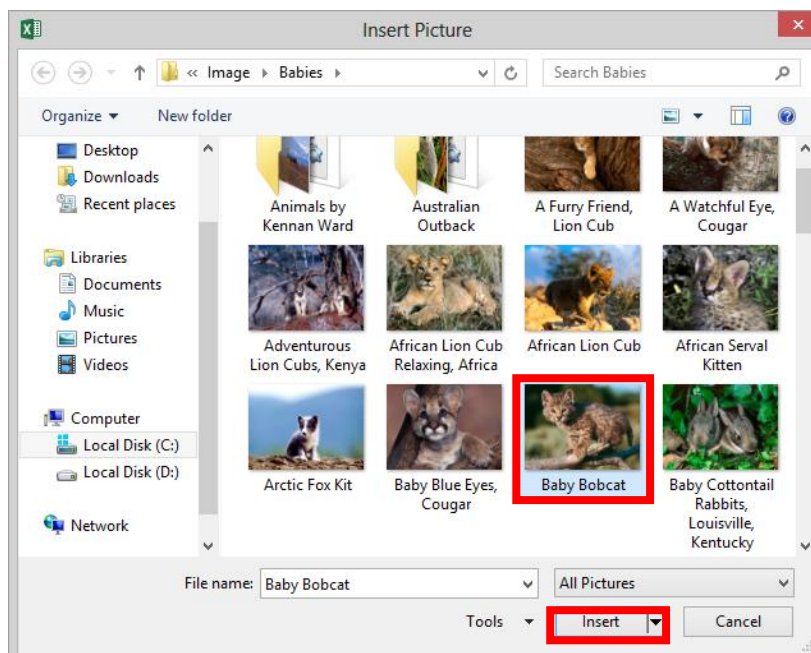 Insert Picture
« Image Babies
Search Babies
Organize New folder
Desktop
Downloads
Recent places
Libraries
Documents
Music
Pictures
Videos
Computer
Local Disk (C:)
Local Disk (D:)
Network
Animals by
Kennan Ward
Australian
Outback
A Furry Friend,
Lion Cub
A Watchful Eye,
Cougar
Adventurous
Lion Cubs, Kenya
African Lion Cub
Relaxing, Africa
African Lion Cub
African Serval
Kitten
Arctic Fox Kit
Baby Blue Eyes,
Cougar
Baby Bobcat
Baby Cottontail
Rabbits,
Louisville,
Kentucky
File name: Baby Bobcat All Pictures
Tools Insert Cancel